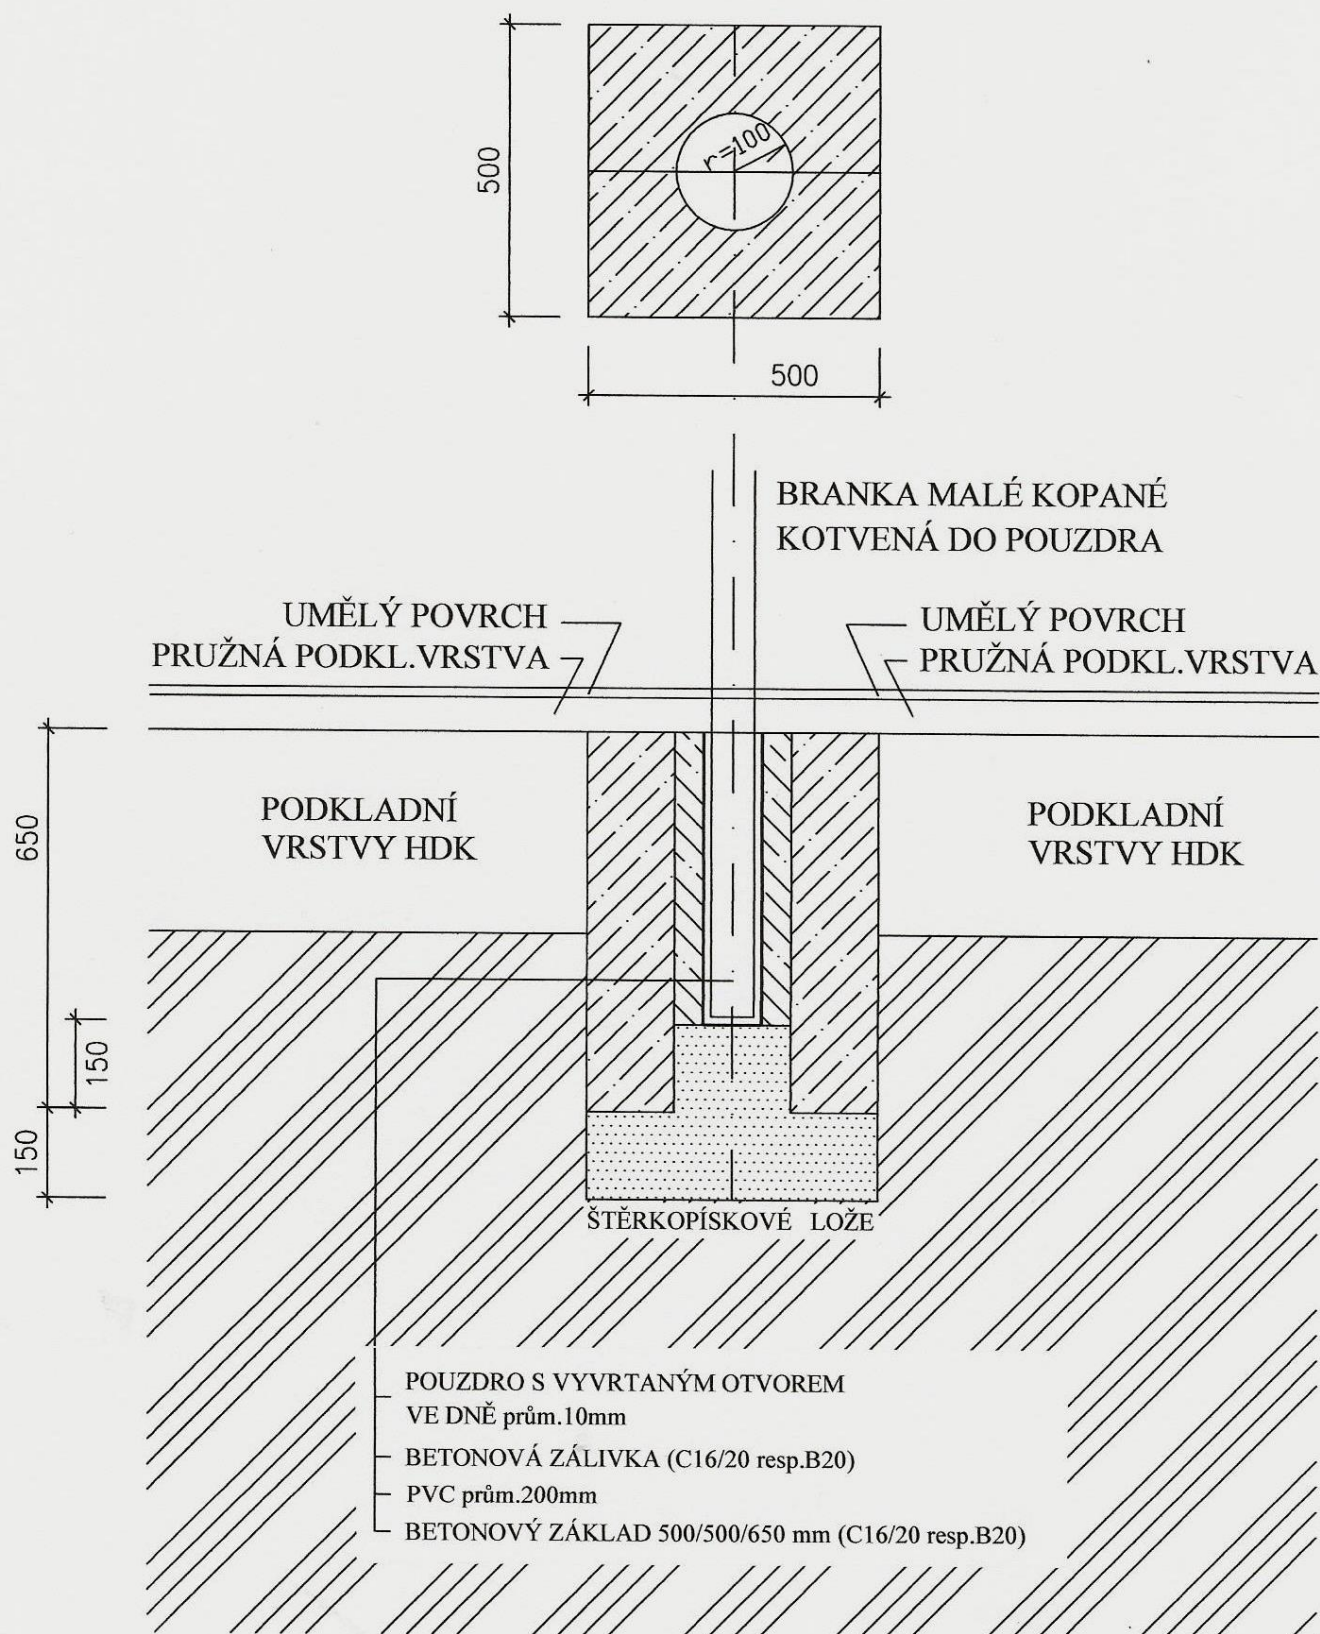 500
r=100
500
BRANKA MALÉ KOPANÉ
KOTVENÁ DO POUZDRA
UMĚLÝ POVRCH
PRUŽNÁ PODKL.VRSTVA
UMĚLÝ POVRCH
PRUŽNÁ PODKL.VRSTVA
650
PODKLADNÍ
VRSTVY HDK
PODKLADNÍ
VRSTVY HDK
150
150
ŠTĚRKOPÍSKOVÉ LOŽE
POUZDRO S VYVRTANÝM OTVOREM
VE DNĚ prům.10mm
BETONOVÁ ZÁLIVKA (C16/20 resp.B20)
PVC prům.200mm
BETONOVÝ ZÁKLAD 500/500/650 mm (C16/20 resp.B20)